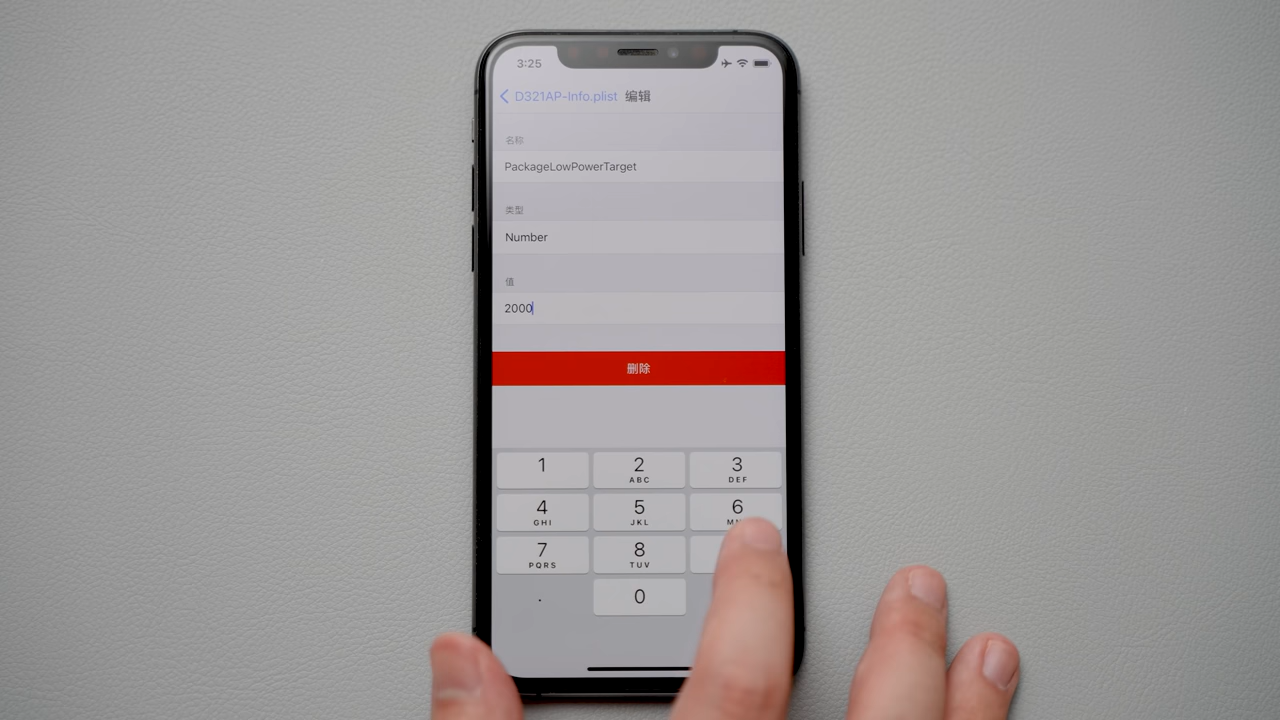 3:25
D321AP-Info.plist 编辑
名称
PackageLowPowerTarget
类型
Number
值
2000
删除
1
2
3
ABC
DEF
4
5
6
GHI
JKL
7
8
PQRS
TUV
.
0